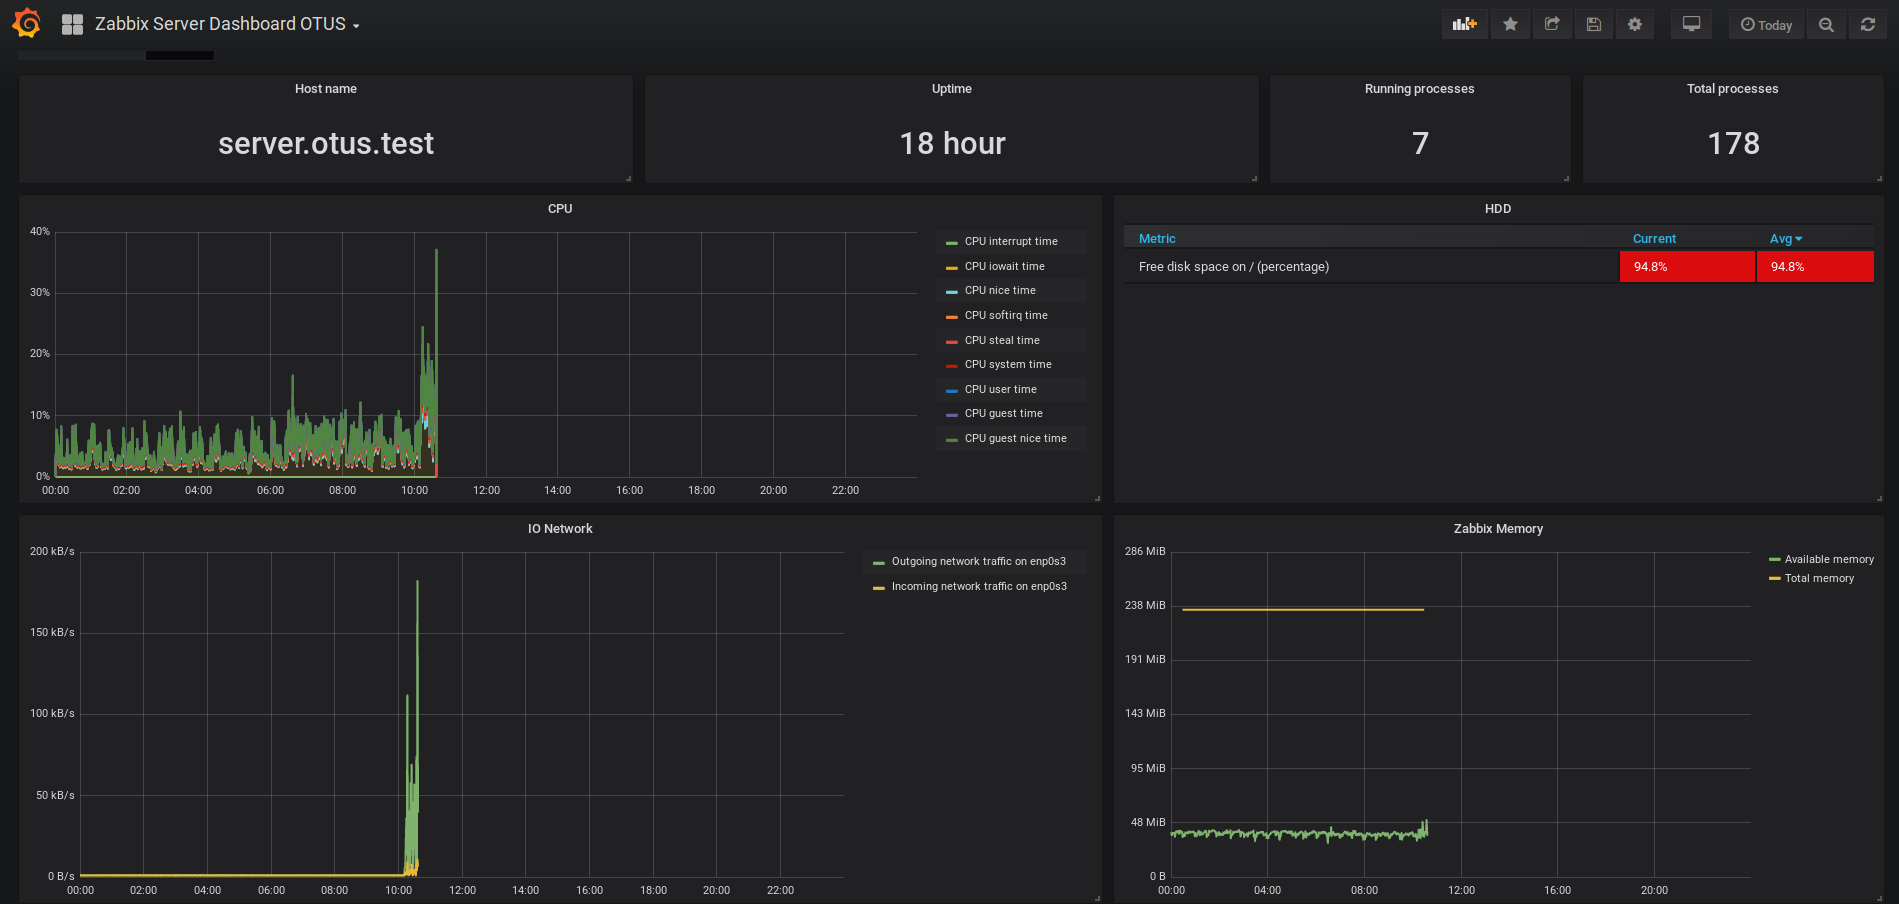 Zabbix Server Dashboard OTUS
Today
Host name
server.otus.test
Uptime
18 hour
Running processes
7
Total processes
178
CPU
40%
30%
20%
10%
0%
00:00 02:00 04:00 06:00 08:00 10:00 12:00 14:00 16:00 18:00 20:00 22:00
CPU interrupt time
CPU iowait time
CPU nice time
CPU softirq time
CPU steal time
CPU system time
CPU user time
CPU guest time
CPU guest nice time
HDD
Metric Current Avg
Free disk space on / (percentage) 94.8% 94.8%
IO Network
200 kB/s
150 kB/s
100 kB/s
50 kB/s
0 B/s
00:00 02:00 04:00 06:00 08:00 10:00 12:00 14:00 16:00 18:00 20:00 22:00
Outgoing network traffic on enp0s3
Incoming network traffic on enp0s3
Zabbix Memory
286 MiB
238 MiB
191 MiB
143 MiB
95 MiB
48 MiB
0 B
00:00 04:00 08:00 12:00 16:00 20:00
Available memory
Total memory